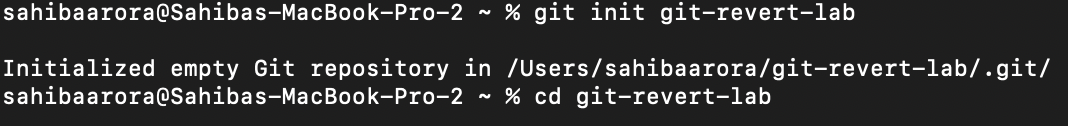 sahibaarora@Sahibas-MacBook-Pro-2 ~ % git init git-revert-lab
Initialized empty Git repository in /Users/sahibaarora/git-revert-lab/.git/
sahibaarora@Sahibas-MacBook-Pro-2 ~ % cd git-revert-lab